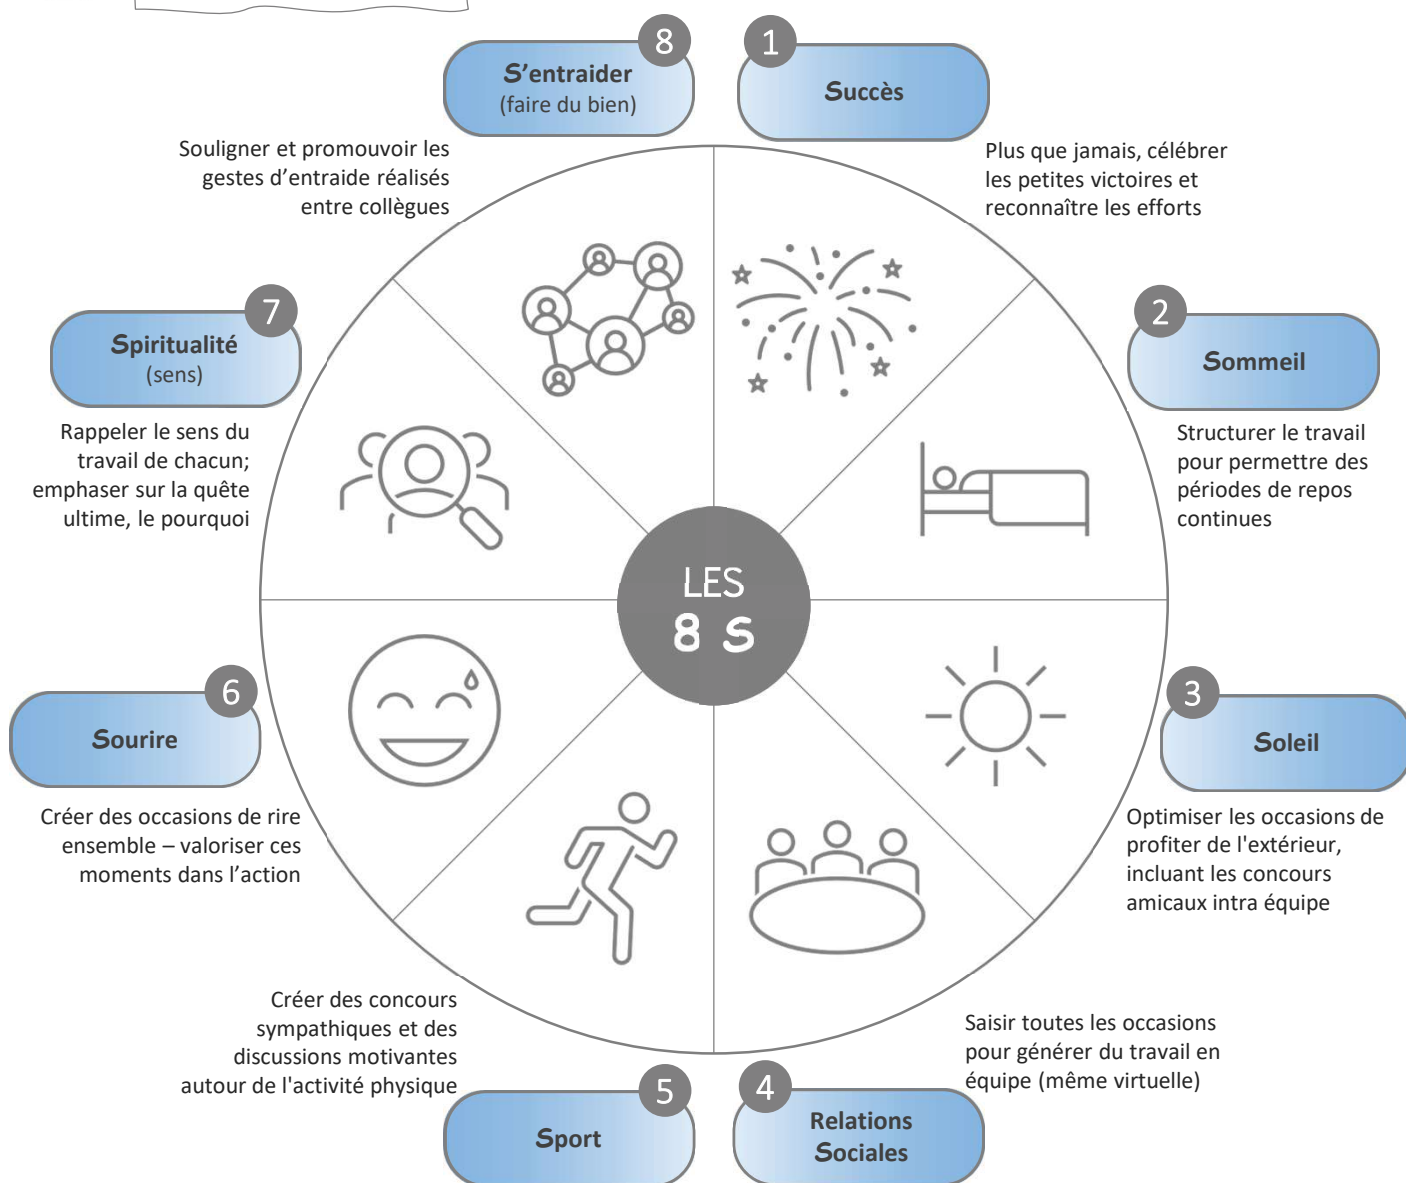 LES
8 S
1
Succès
Plus que jamais, célébrer
les petites victoires et
reconnaître les efforts
2
Sommeil
Structurer le travail
pour permettre des
périodes de repos
continues
3
Soleil
Optimiser les occasions de
profiter de l'extérieur,
incluant les concours
amicaux intra équipe
4
Relations
Sociales
Saisir toutes les occasions
pour générer du travail en
équipe (même virtuelle)
5
Sport
Créer des concours
sympathiques et des
discussions motivantes
autour de l'activité physique
6
Sourire
Créer des occasions de rire
ensemble – valoriser ces
moments dans l’action
7
Spiritualité
(sens)
Rappeler le sens du
travail de chacun;
emphaser sur la quête
ultime, le pourquoi
8
S’entraider
(faire du bien)
Souligner et promouvoir les
gestes d’entraide réalisés
entre collègues